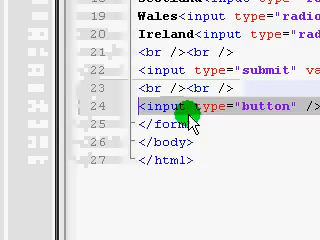 19 Wales<input type="radio
20 Ireland<input type="rad
21 <br /><br />
22 <input type="submit" va
23 <br /><br />
24 <input type="button" />
25 </form
26 </body>
27 </html>